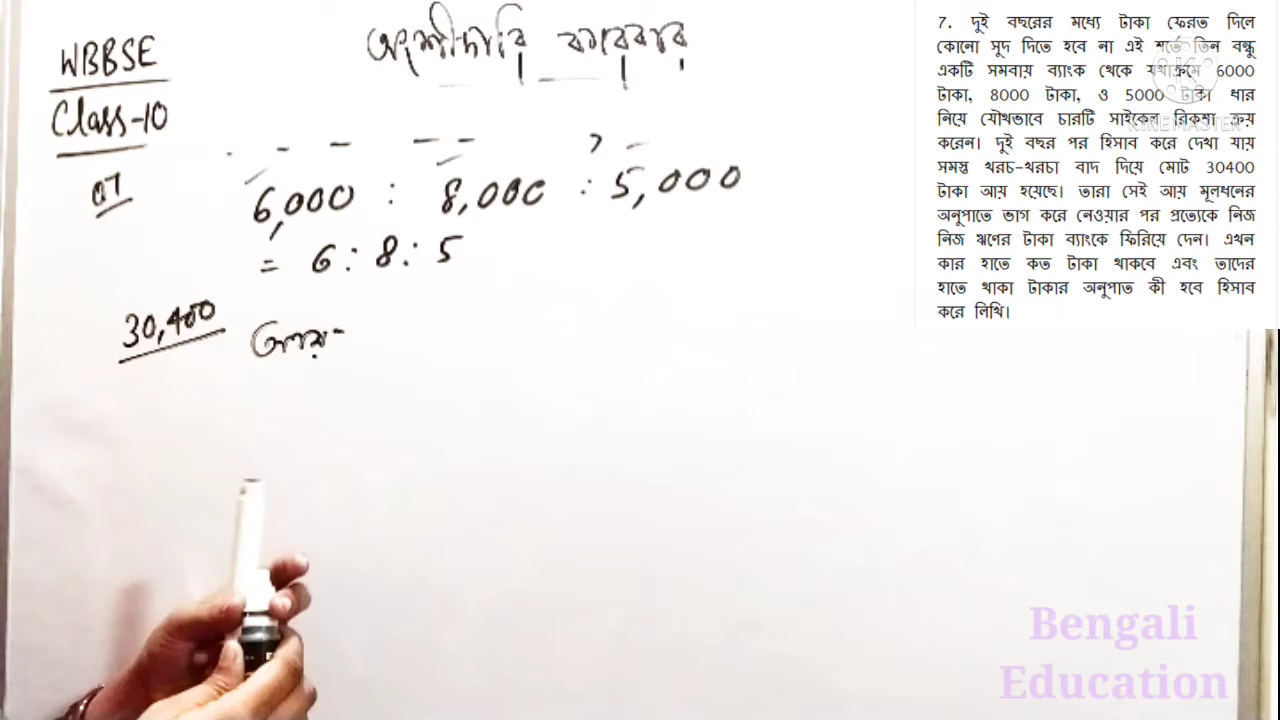 WBBSE
Class-10
অংশীদারি কারবার
07
6,000 : 8,000 : 5,000
= 6 : 8 : 5
30,400
আয়-
7. দুই বছরের মধ্যে টাকা ফেরত দিলে
কোনো সুদ দিতে হবে না এই শর্তে তিন বন্ধু
একটি সমবায় ব্যাংক থেকে যথাক্রমে 6000
টাকা, 8000 টাকা, ও 5000 টাকা ধার
নিয়ে যৌথভাবে চারটি সাইকেল রিকশা ক্রয়
করেন। দুই বছর পর হিসাব করে দেখা যায়
সমস্ত খরচ-খরচা বাদ দিয়ে মোট 30400
টাকা আয় হয়েছে। তারা সেই আয় মূলধনের
অনুপাতে ভাগ করে নেওয়ার পর প্রত্যেকে নিজ
নিজ ঋণের টাকা ব্যাংকে ফিরিয়ে দেন। এখন
কার হাতে কত টাকা থাকবে এবং তাদের
হাতে থাকা টাকার অনুপাত কী হবে হিসাব
করে লিখি।
KINEMASTER
Bengali
Education